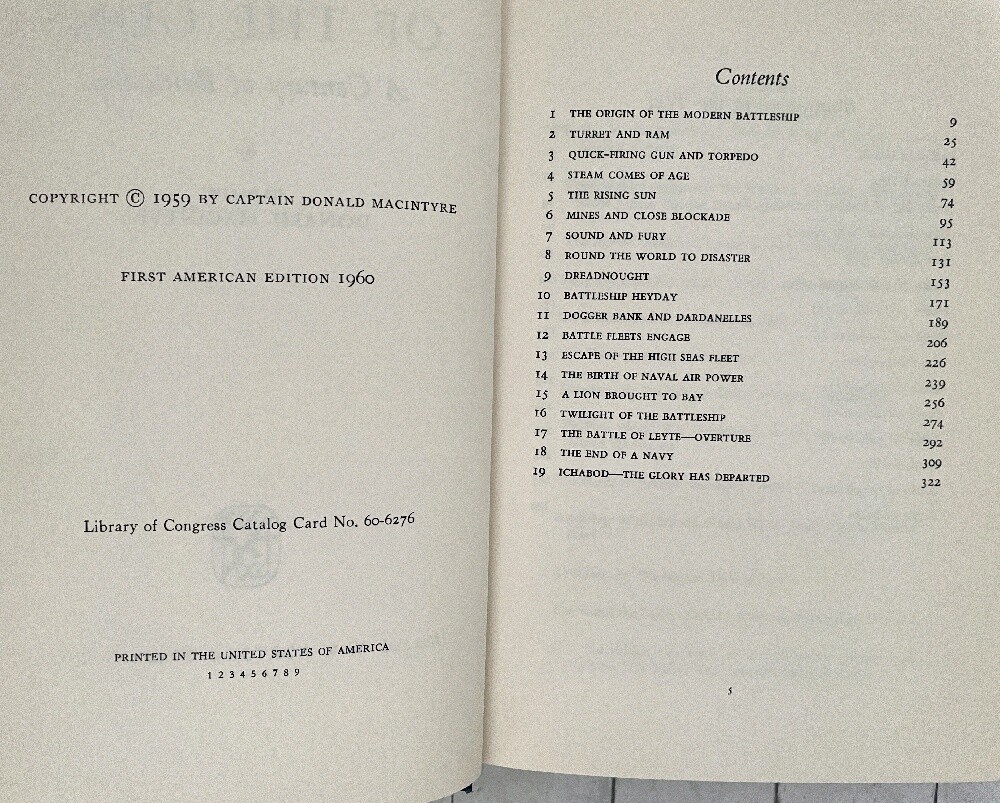 COPYRIGHT © 1959 BY CAPTAIN DONALD MACINTYRE
FIRST AMERICAN EDITION 1960
Library of Congress Catalog Card No. 60-6276
PRINTED IN THE UNITED STATES OF AMERICA
1 2 3 4 5 6 7 8 9
Contents
1 THE ORIGIN OF THE MODERN BATTLESHIP 9
2 TURRET AND RAM 25
3 QUICK-FIRING GUN AND TORPEDO 42
4 STEAM COMES OF AGE 59
5 THE RISING SUN 74
6 MINES AND CLOSE BLOCKADE 95
7 SOUND AND FURY 113
8 ROUND THE WORLD TO DISASTER 131
9 DREADNOUGHT 153
10 BATTLESHIP HEYDAY 171
11 DOGGER BANK AND DARDANELLES 189
12 BATTLE FLEETS ENGAGE 206
13 ESCAPE OF THE HIGH SEAS FLEET 226
14 THE BIRTH OF NAVAL AIR POWER 239
15 A LION BROUGHT TO BAY 256
16 TWILIGHT OF THE BATTLESHIP 274
17 THE BATTLE OF LEYTE—OVERTURE 292
18 THE END OF A NAVY 309
19 ICHABOD—THE GLORY HAS DEPARTED 322
5